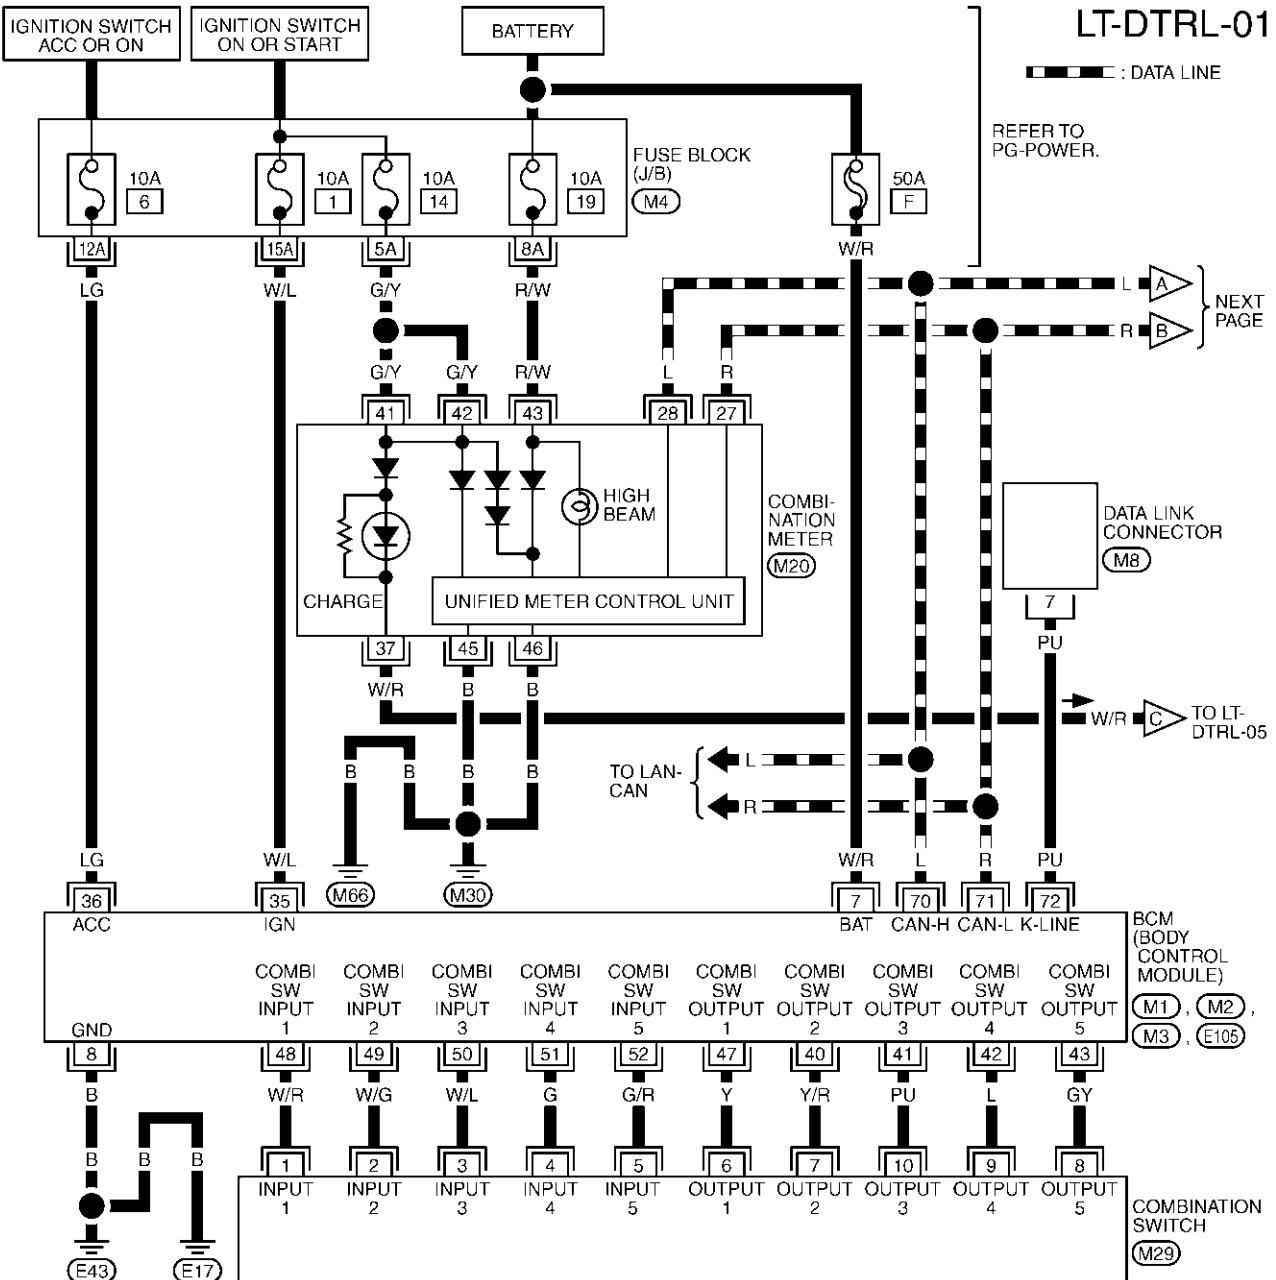 LT-DTRL-01
IGNITION SWITCH
ACC OR ON
IGNITION SWITCH
ON OR START
BATTERY
: DATA LINE
REFER TO
PG-POWER.
FUSE BLOCK
(J/B)
M4
10A
6
10A
1
10A
14
10A
19
50A
F
12A
15A
5A
8A
W/R
LG
W/L
G/Y
R/W
L
A
R
B
NEXT
PAGE
G/Y
G/Y
R/W
L
R
41
42
43
28
27
HIGH
BEAM
COMBI-
NATION
METER
M20
DATA LINK
CONNECTOR
M8
CHARGE
UNIFIED METER CONTROL UNIT
7
PU
37
45
46
W/R
B
B
W/R
C
TO LT-
DTRL-05
TO LAN-
CAN
L
R
B
B
B
B
LG
W/L
M66
M30
W/R
L
R
PU
36
35
7
70
71
72
ACC
IGN
BAT
CAN-H
CAN-L
K-LINE
BCM
(BODY
CONTROL
MODULE)
M1 , M2 ,
M3 , E105
COMBI
SW
INPUT
1
COMBI
SW
INPUT
2
COMBI
SW
INPUT
3
COMBI
SW
INPUT
4
COMBI
SW
INPUT
5
COMBI
SW
OUTPUT
1
COMBI
SW
OUTPUT
2
COMBI
SW
OUTPUT
3
COMBI
SW
OUTPUT
4
COMBI
SW
OUTPUT
5
GND
8
48
49
50
51
52
47
40
41
42
43
B
W/R
W/G
W/L
G
G/R
Y
Y/R
PU
L
GY
B
B
B
1
2
3
4
5
6
7
10
9
8
INPUT
1
INPUT
2
INPUT
3
INPUT
4
INPUT
5
OUTPUT
1
OUTPUT
2
OUTPUT
3
OUTPUT
4
OUTPUT
5
COMBINATION
SWITCH
M29
E43
E17